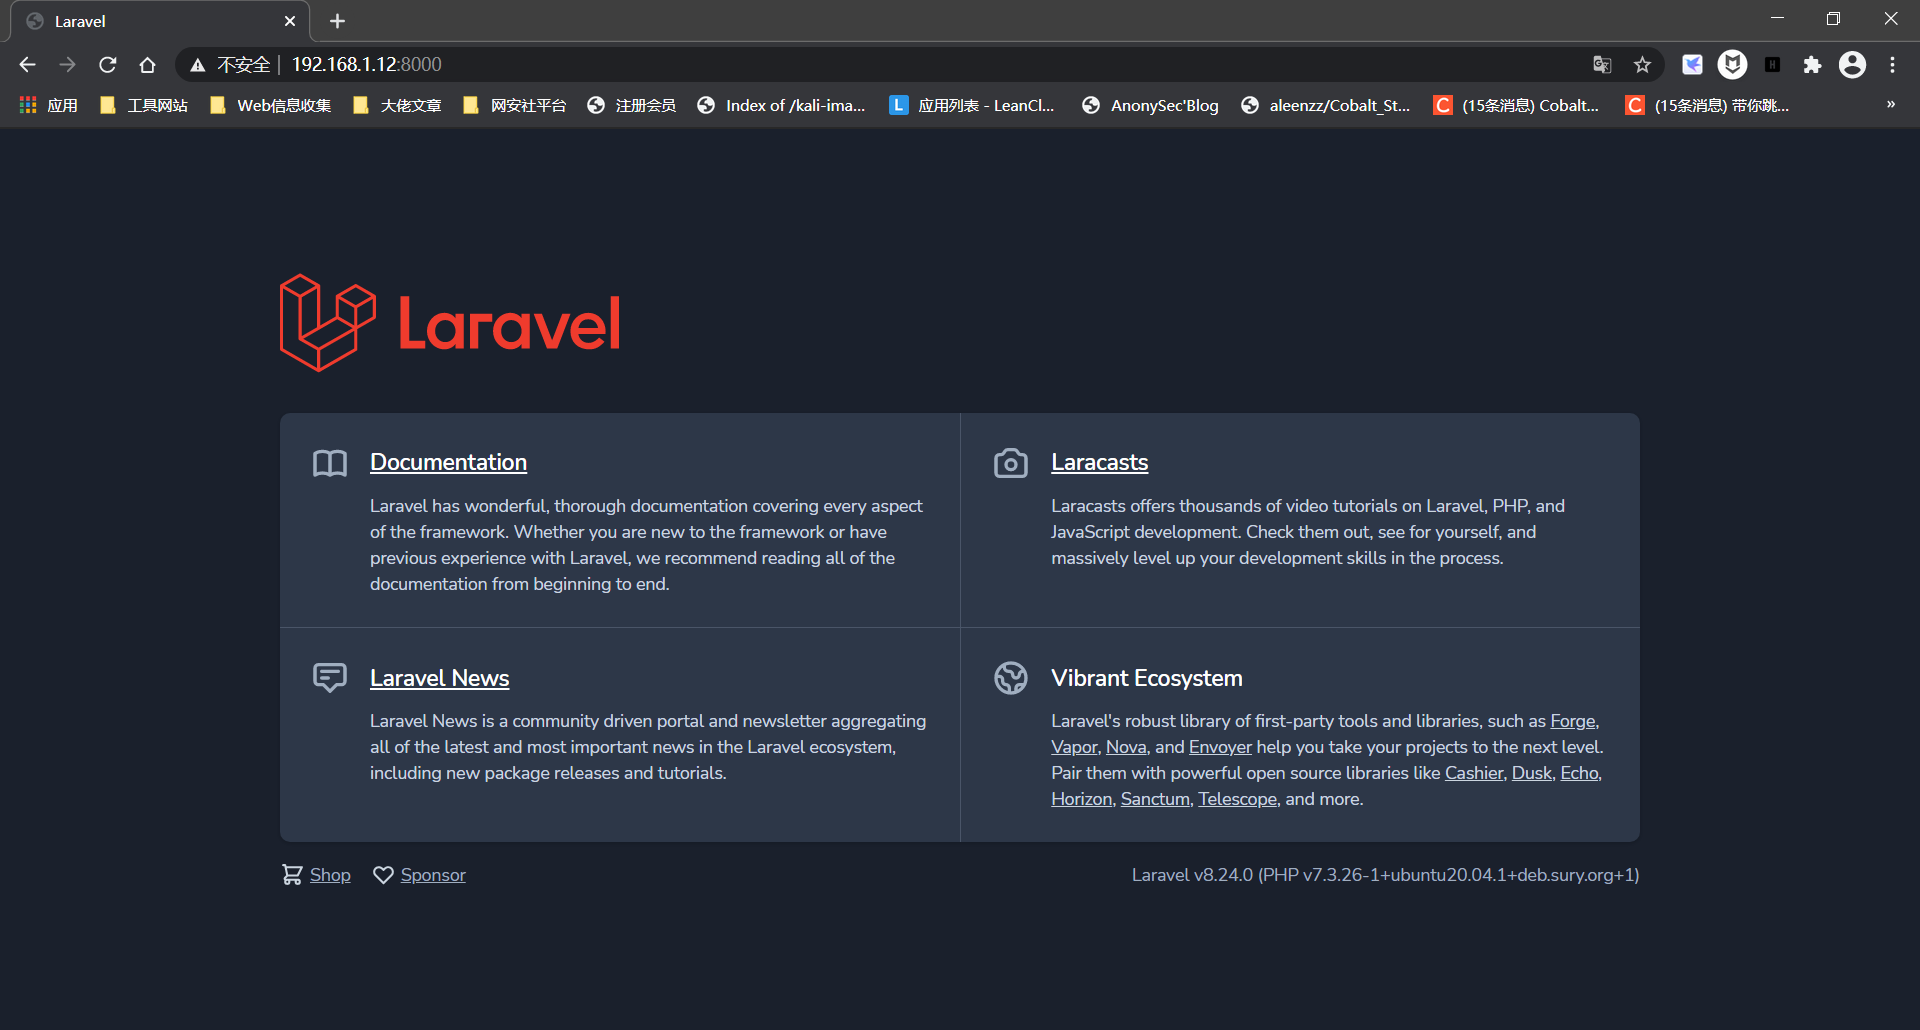 Laravel
不安全 192.168.1.12:8000
应用 工具网站 Web信息收集 大佬文章 网安社平台 注册会员 Index of /kali-ima... 应用列表 - LeanCl... AnonySec'Blog aleenzz/Cobalt_St... (15条消息) Cobalt... (15条消息) 带你跳... »
Laravel
Documentation
Laravel has wonderful, thorough documentation covering every aspect
of the framework. Whether you are new to the framework or have
previous experience with Laravel, we recommend reading all of the
documentation from beginning to end.
Laracasts
Laracasts offers thousands of video tutorials on Laravel, PHP, and
JavaScript development. Check them out, see for yourself, and
massively level up your development skills in the process.
Laravel News
Laravel News is a community driven portal and newsletter aggregating
all of the latest and most important news in the Laravel ecosystem,
including new package releases and tutorials.
Vibrant Ecosystem
Laravel's robust library of first-party tools and libraries, such as Forge,
Vapor, Nova, and Envoyer help you take your projects to the next level.
Pair them with powerful open source libraries like Cashier, Dusk, Echo,
Horizon, Sanctum, Telescope, and more.
Shop Sponsor
Laravel v8.24.0 (PHP v7.3.26-1+ubuntu20.04.1+deb.sury.org+1)